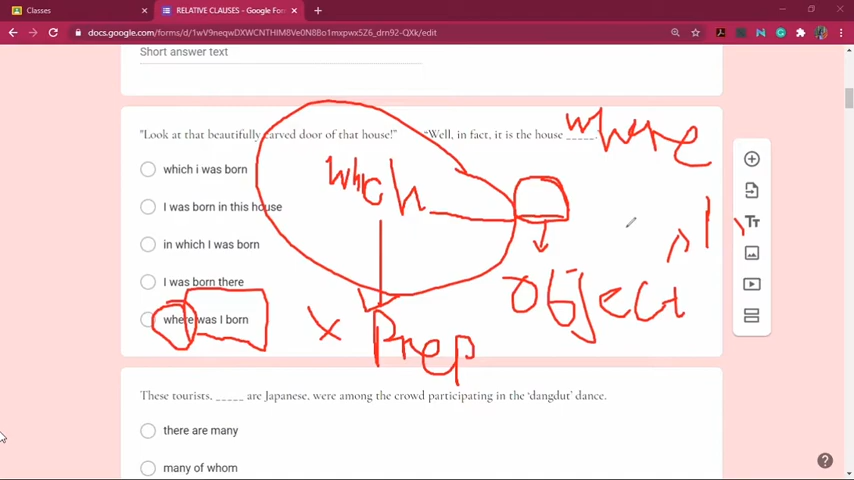 Classes
RELATIVE CLAUSES - Google Fo
docs.google.com/forms/d/1wV9neqwDXWCNTHIM8Ve0N8Bo1mxpwx5Z6_drn92-QXk/edit
Short answer text
"Look at that beautifully carved door of that house!" "Well, in fact, it is the house _____."
where
which i was born
which
I was born in this house
in which I was born
I was born there
object
where was I born
x Prep
These tourists, _____ are Japanese, were among the crowd participating in the 'dangdut' dance.
there are many
many of whom